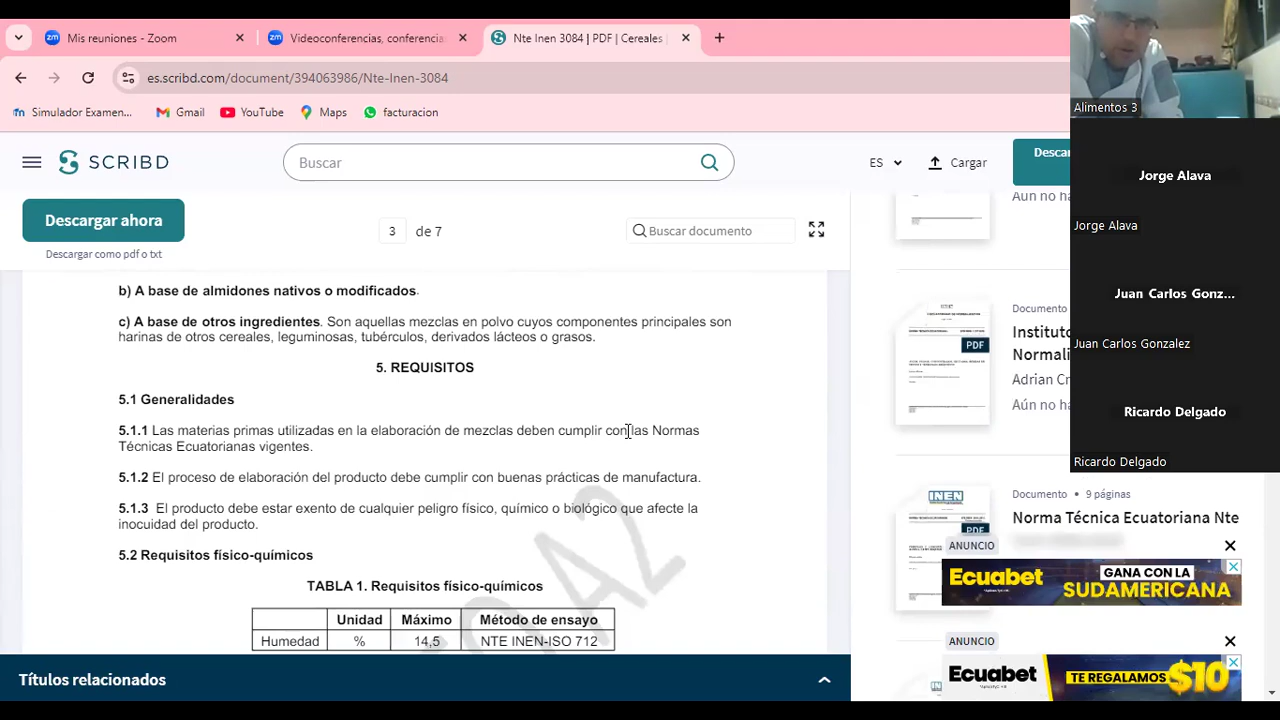 Mis reuniones - Zoom
Videoconferencias, conferencia
Nte Inen 3084 | PDF | Cereales
es.scribd.com/document/394063986/Nte-Inen-3084
Simulador Examen...
Gmail
YouTube
Maps
facturacion
SCRIBD
Buscar
ES
Cargar
Descar
Descargar ahora
Descargar como pdf o txt
3 de 7
Buscar documento
b) A base de almidones nativos o modificados.
c) A base de otros ingredientes. Son aquellas mezclas en polvo cuyos componentes principales son
harinas de otros cereales, leguminosas, tubérculos, derivados lácteos o grasos.
5. REQUISITOS
5.1 Generalidades
5.1.1 Las materias primas utilizadas en la elaboración de mezclas deben cumplir con las Normas
Técnicas Ecuatorianas vigentes.
5.1.2 El proceso de elaboración del producto debe cumplir con buenas prácticas de manufactura.
5.1.3 El producto debe estar exento de cualquier peligro físico, químico o biológico que afecte la
inocuidad del producto.
5.2 Requisitos físico-químicos
TABLA 1. Requisitos físico-químicos
Unidad Máximo Método de ensayo
Humedad % 14,5 NTE INEN-ISO 712
Títulos relacionados
Aún no ha
Documento
PDF
Instituto
Normali
Adrian Cr
Aún no ha
INEN
Documento • 9 páginas
PDF
Norma Técnica Ecuatoriana Nte
ANUNCIO
Ecuabet
GANA CON LA
SUDAMERICANA
ANUNCIO
Ecuabet
TE REGALAMOS $10
Alimentos 3
Jorge Alava
Jorge Alava
Juan Carlos Gonz...
Juan Carlos Gonzalez
Ricardo Delgado
Ricardo Delgado